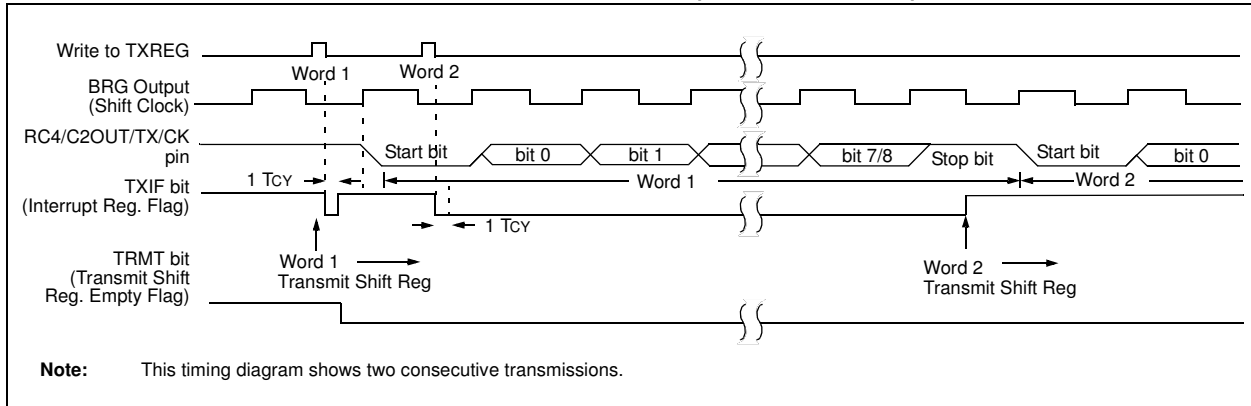 Write to TXREG
Word 1 Word 2
BRG Output
(Shift Clock)
RC4/C2OUT/TX/CK
pin
Start bit bit 0 bit 1 bit 7/8 Stop bit Start bit bit 0
1 TCY Word 1 Word 2
TXIF bit
(Interrupt Reg. Flag)
1 TCY
TRMT bit
(Transmit Shift
Reg. Empty Flag)
Word 1
Transmit Shift Reg
Word 2
Transmit Shift Reg
Note: This timing diagram shows two consecutive transmissions.